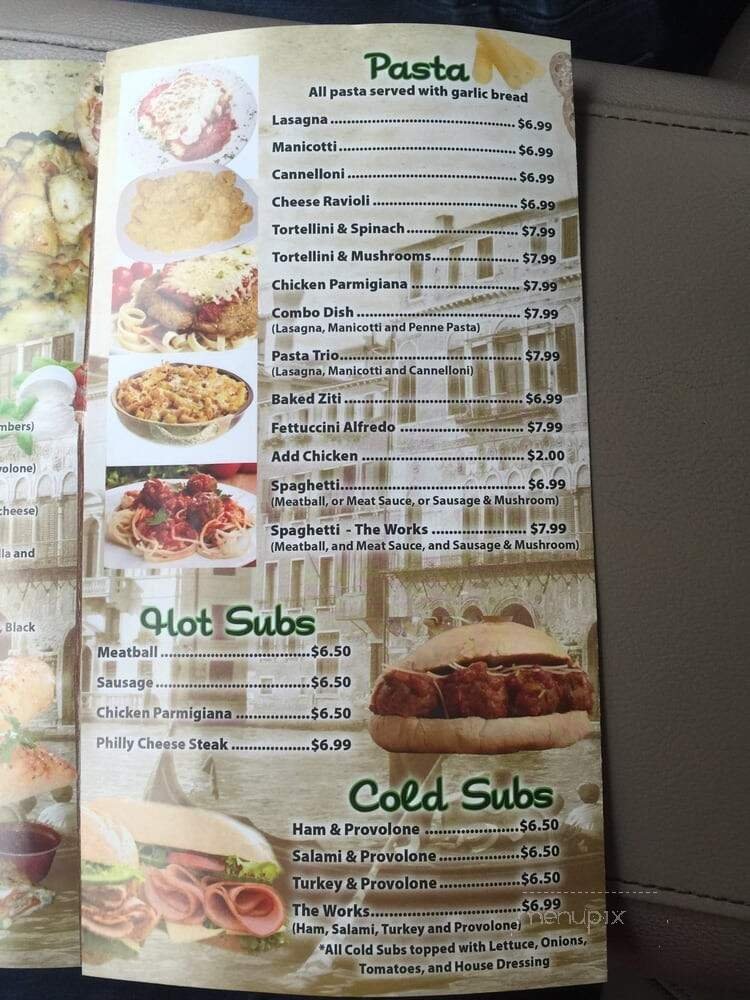 Pasta
All pasta served with garlic bread
Lasagna ........................................ $6.99
Manicotti ........................................ $6.99
Cannelloni ........................................ $6.99
Cheese Ravioli ........................................ $6.99
Tortellini & Spinach ........................................ $7.99
Tortellini & Mushrooms ........................................ $7.99
Chicken Parmigiana ........................................ $7.99
Combo Dish ........................................ $7.99
(Lasagna, Manicotti and Penne Pasta)
Pasta Trio ........................................ $7.99
(Lasagna, Manicotti and Cannelloni)
Baked Ziti ........................................ $6.99
Fettuccini Alfredo ........................................ $7.99
Add Chicken ........................................ $2.00
Spaghetti ........................................ $6.99
(Meatball, or Meat Sauce, or Sausage & Mushroom)
Spaghetti - The Works ........................................ $7.99
(Meatball, and Meat Sauce, and Sausage & Mushroom)
mbers)
volone)
cheese)
lla and
, Black
Hot Subs
Meatball ........................................ $6.50
Sausage ........................................ $6.50
Chicken Parmigiana ........................................ $6.50
Philly Cheese Steak ........................................ $6.99
Cold Subs
Ham & Provolone ........................................ $6.50
Salami & Provolone ........................................ $6.50
Turkey & Provolone ........................................ $6.50
The Works ........................................ $6.99
(Ham, Salami, Turkey and Provolone)
*All Cold Subs topped with Lettuce, Onions,
Tomatoes, and House Dressing
menupix